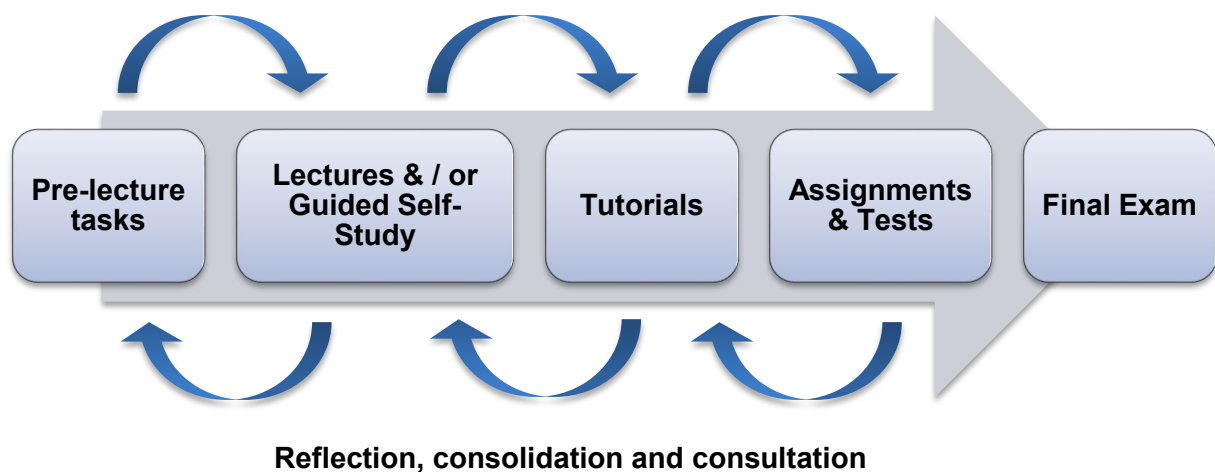 Pre-lecture
tasks
Lectures & / or
Guided Self-
Study
Tutorials
Assignments
& Tests
Final Exam
Reflection, consolidation and consultation